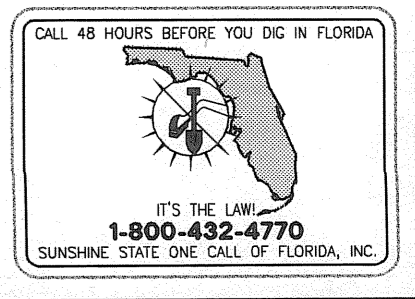 CALL 48 HOURS BEFORE YOU DIG IN FLORIDA
IT'S THE LAW!
1-800-432-4770
SUNSHINE STATE ONE CALL OF FLORIDA, INC.